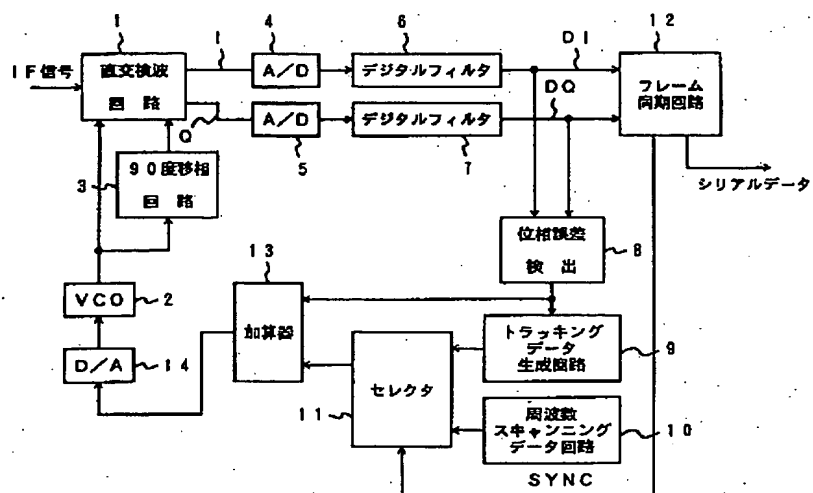 1
4
6
12
IF信号
直交検波
回 路
I
A/D
デジタルフィルタ
DI
フレーム
同期回路
Q
A/D
デジタルフィルタ
DQ
5
7
シリアルデータ
3
90度移相
回 路
位相誤差
検 出
8
13
VCO
2
加算器
トラッキング
データ
生成回路
9
D/A
14
セレクタ
11
周波数
スキャンニング
データ回路
10
SYNC